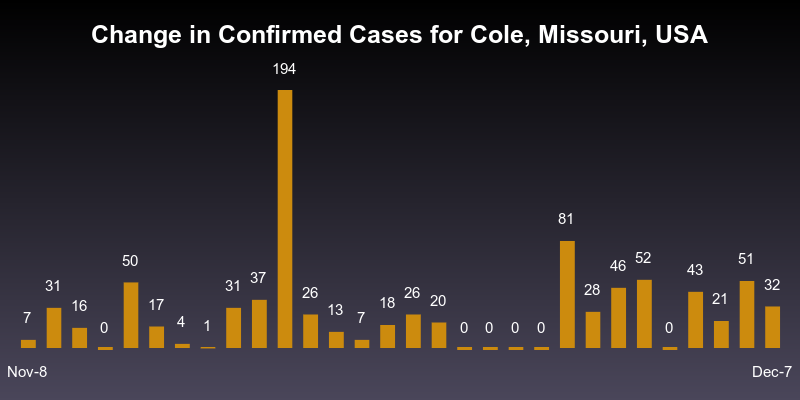 Change in Confirmed Cases for Cole, Missouri, USA
7 31 16 0 50 17 4 1 31 37 194 26 13 7 18 26 20 0 0 0 0 81 28 46 52 0 43 21 51 32
Nov-8 Dec-7